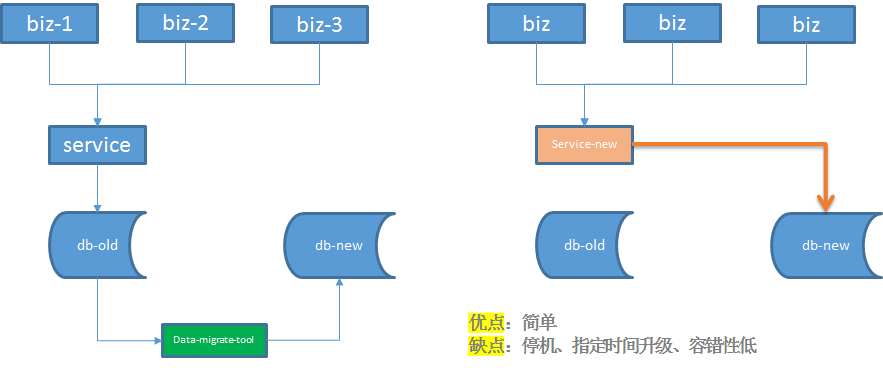 biz-1
biz-2
biz-3
biz
biz
biz
service
Service-new
db-old
db-new
db-old
db-new
Data-migrate-tool
优点：简单
缺点：停机、指定时间升级、容错性低